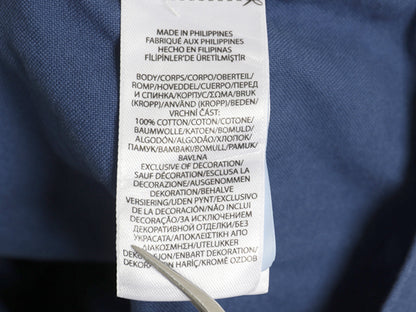 MADE IN PHILIPPINES
FABRIQUÉ AUX PHILIPPINES
HECHO EN FILIPINAS
FİLİPİNLER'DE ÜRETİLMİŞTİR
BODY/CORPS/CORPO/OBERTEIL/
ROMP/HOVEDDEL/CUERPO/ПЕРЕД
И СПИНКА/KORPUS/ΣΩΜΑ/BRUK
(KROPP)/ANVÄND (KROPP)/BEDEN/
VRCHNÍ ČÁST:
100% COTTON/COTON/COTONE/
BAUMWOLLE/KATOEN/BOMULD/
ALGODÓN/ALGODÃO/ХЛОПОК/
ПАМУК/BAMBAKI/BOMULL/PAMUK/
BAVLNA
EXCLUSIVE OF DECORATION/
SAUF DÉCORATION/ESCLUSA LA
DECORAZIONE/AUSGENOMMEN
DEKORATION/BEHALVE
VERSIERING/UDEN PYNT/EXCLUSIVO
DE LA DECORACIÓN/NÃO INCLUI
DECORAÇÃO/ЗА ИСКЛЮЧЕНИЕМ
ДЕКОРАТИВНОЙ ОТДЕЛКИ/БЕЗ
УКРАСАТА/ΑΠΟΚΛΕΙΣΤΙΚΗ ΑΠΟ
ΔΙΑΚΟΣΜΗΣΗ/UTELUKKER
DEKORASJON/ENBART DEKORATION/
DEKORASYON HARİÇ/KROMĚ OZDOB